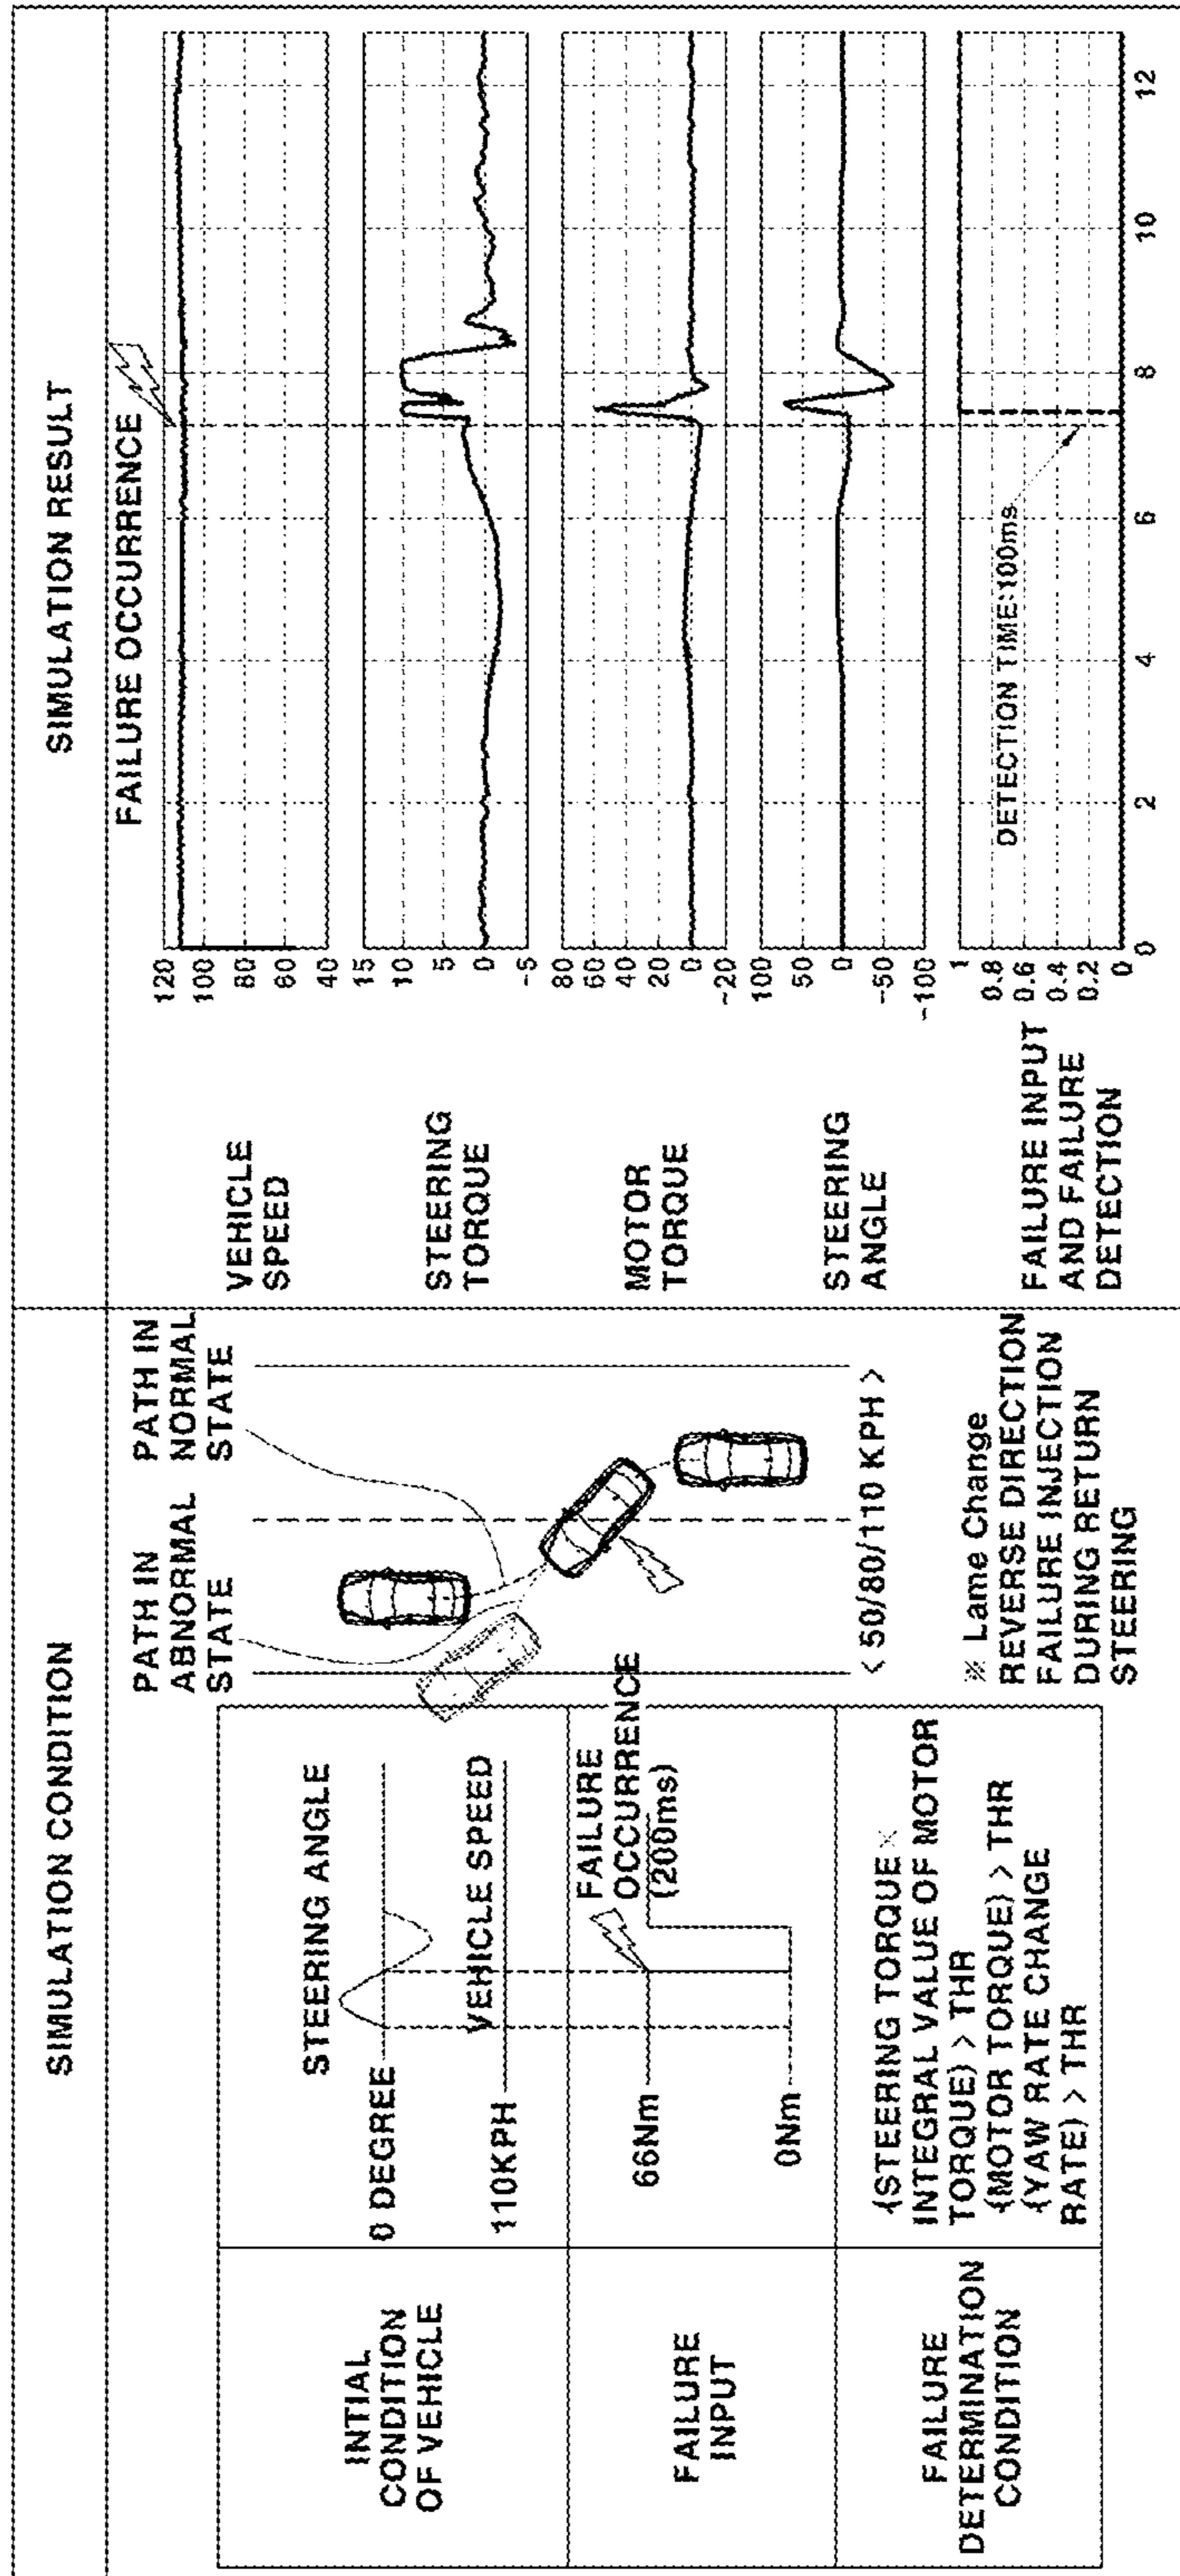 SIMULATION CONDITION
SIMULATION RESULT
INTIAL
CONDITION
OF VEHICLE
STEERING ANGLE
0 DEGREE
VEHICLE SPEED
110KPH
FAILURE
INPUT
FAILURE
OCCURRENCE
(200ms)
66Nm
0Nm
FAILURE
DETERMINATION
CONDITION
(STEERING TORQUE ×
INTEGRAL VALUE OF MOTOR
TORQUE) > THR
(MOTOR TORQUE) > THR
(YAW RATE CHANGE
RATE) > THR
PATH IN
ABNORMAL
STATE
PATH IN
NORMAL
STATE
< 50/80/110 KPH >
※ Lame Change
REVERSE DIRECTION
FAILURE INJECTION
DURING RETURN
STEERING
FAILURE OCCURRENCE
VEHICLE
SPEED
120
100
80
60
40
STEERING
TORQUE
15
10
5
0
-5
MOTOR
TORQUE
80
60
40
20
0
-20
STEERING
ANGLE
100
50
0
-50
-100
FAILURE INPUT
AND FAILURE
DETECTION
1
0.8
0.6
0.4
0.2
0
DETECTION TIME:100ms
0 2 4 6 8 10 12